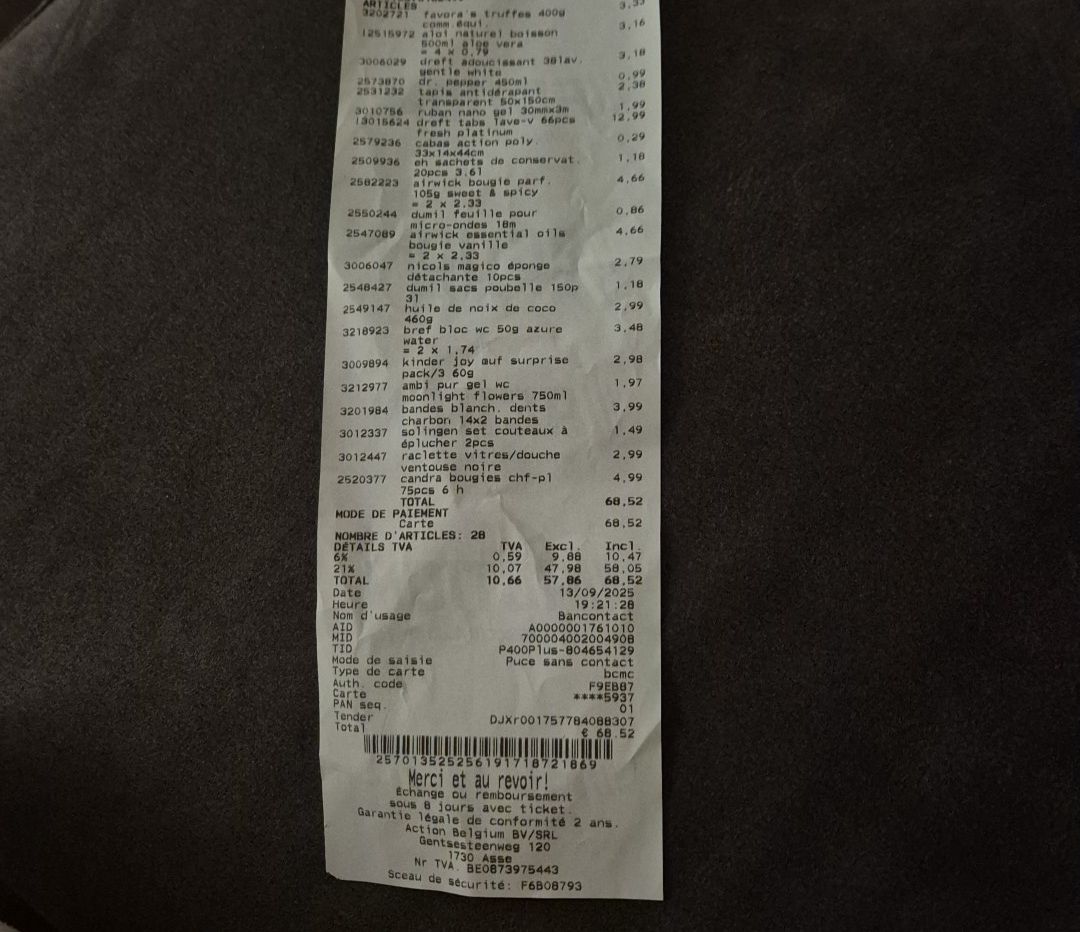 ARTICLES
3202721 favora's truffes 400g 3,33
comm.équi.
12515972 aloi naturel boisson 3,16
500ml aloe vera
= 4 x 0,79
3006029 dreft adoucissant 38lav. 3,18
gentle white
2573870 dr. pepper 450ml 0,99
2531232 tapis antidérapant 2,38
transparent 50x150cm
3010756 ruban nano gel 30mmx3m 1,99
13015624 dreft tabs lave-v 66pcs 12,99
fresh platinum
2579236 cabas action poly. 0,29
33x14x44cm
2509936 eh sachets de conservat. 1,18
20pcs 3.6l
2582223 airwick bougie parf. 4,66
105g sweet & spicy
= 2 x 2,33
2550244 dumil feuille pour 0,86
micro-ondes 18m
2547089 airwick essential oils 4,66
bougie vanille
= 2 x 2,33
3006047 nicols magico éponge 2,79
détachante 10pcs
2548427 dumil sacs poubelle 150p 1,18
3l
2549147 huile de noix de coco 2,99
460g
3218923 bref bloc wc 50g azure 3,48
water
= 2 x 1,74
3009894 kinder joy œuf surprise 2,98
pack/3 60g
3212977 ambi pur gel wc 1,97
moonlight flowers 750ml
3201984 bandes blanch. dents 3,99
charbon 14x2 bandes
3012337 solingen set couteaux à 1,49
éplucher 2pcs
3012447 raclette vitres/douche 2,99
ventouse noire
2520377 candra bougies chf-pl 4,99
75pcs 6 h
TOTAL 68,52
MODE DE PAIEMENT
Carte 68,52
NOMBRE D'ARTICLES: 28
DÉTAILS TVA TVA Excl. Incl.
6% 0,59 9,88 10,47
21% 10,07 47,98 58,05
TOTAL 10,66 57,86 68,52
Date 13/09/2025
Heure 19:21:28
Nom d'usage Bancontact
AID A0000001761010
MID 700004002004908
TID P400Plus-804654129
Mode de saisie Puce sans contact
Type de carte bcmc
Auth. code F9EB87
Carte ****5937
PAN seq. 01
Tender DJXr001757784088307
Total € 68.52
257013525256191718721869
Merci et au revoir!
Échange ou remboursement
sous 8 jours avec ticket.
Garantie légale de conformité 2 ans.
Action Belgium BV/SRL
Gentsesteenweg 120
1730 Asse
Nr TVA. BE0873975443
Sceau de sécurité: F6B08793